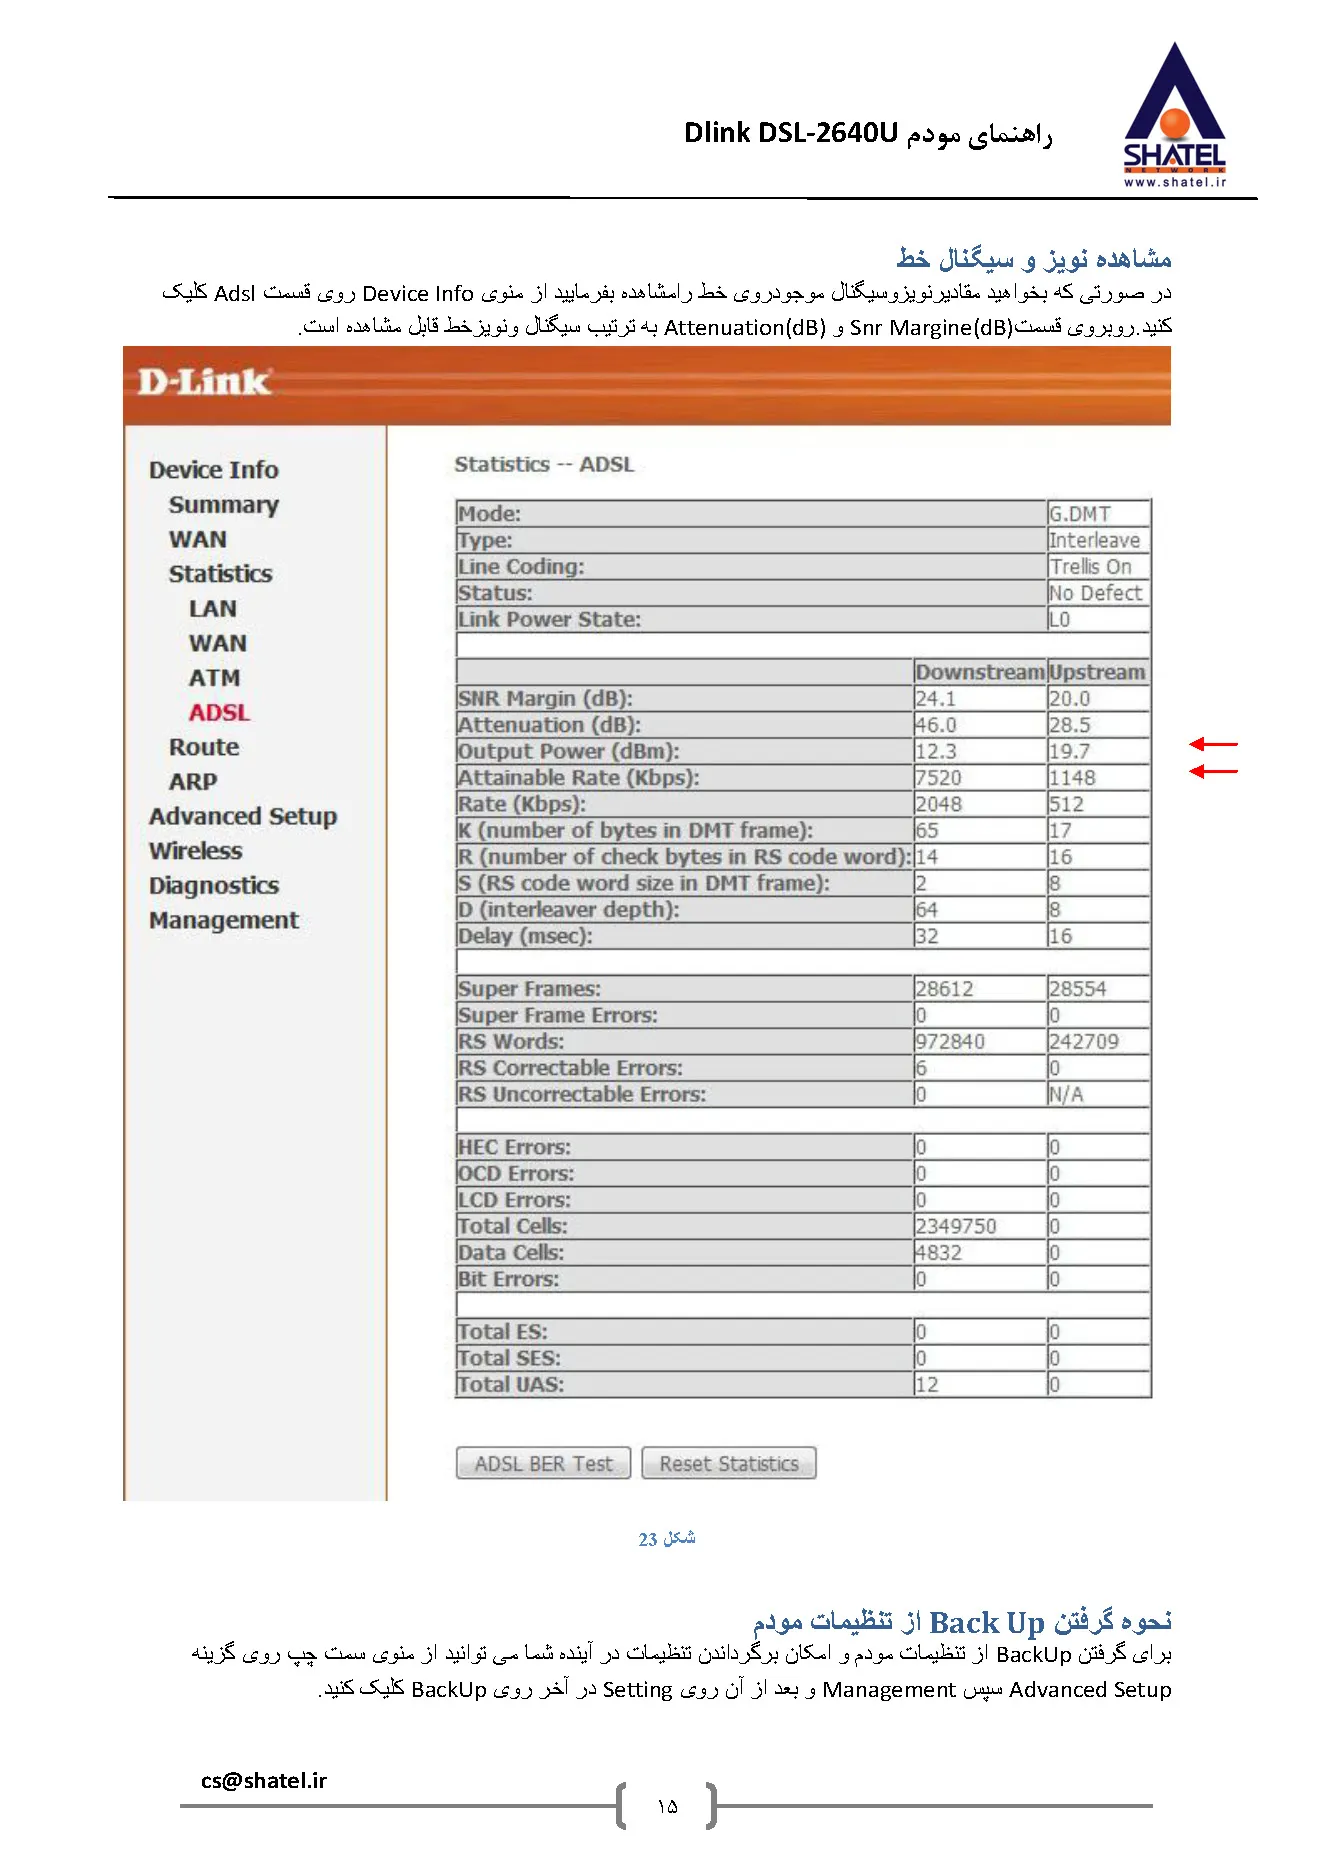 راهنمای مودم Dlink DSL-2640U
SHATEL
NETWORK
www.shatel.ir
مشاهده نویز و سیگنال خط
در صورتی که بخواهید مقادیرنویزوسیگنال موجودروی خط رامشاهده بفرمایید از منوی Device Info روی قسمت Adsl کلیک
کنید.روبروی قسمت(Snr Margine(dB و (Attenuation(dB به ترتیب سیگنال ونویزخط قابل مشاهده است.
D-Link
Device Info
Summary
WAN
Statistics
LAN
WAN
ATM
ADSL
Route
ARP
Advanced Setup
Wireless
Diagnostics
Management
Statistics -- ADSL
Mode: G.DMT
Type: Interleave
Line Coding: Trellis On
Status: No Defect
Link Power State: L0
Downstream Upstream
SNR Margin (dB): 24.1 20.0
Attenuation (dB): 46.0 28.5
Output Power (dBm): 12.3 19.7
Attainable Rate (Kbps): 7520 1148
Rate (Kbps): 2048 512
K (number of bytes in DMT frame): 65 17
R (number of check bytes in RS code word): 14 16
S (RS code word size in DMT frame): 2 8
D (interleaver depth): 64 8
Delay (msec): 32 16
Super Frames: 28612 28554
Super Frame Errors: 0 0
RS Words: 972840 242709
RS Correctable Errors: 6 0
RS Uncorrectable Errors: 0 N/A
HEC Errors: 0 0
OCD Errors: 0 0
LCD Errors: 0 0
Total Cells: 2349750 0
Data Cells: 4832 0
Bit Errors: 0 0
Total ES: 0 0
Total SES: 0 0
Total UAS: 12 0
ADSL BER Test Reset Statistics
شکل 23
نحوه گرفتن Back Up از تنظیمات مودم
برای گرفتن BackUp از تنظیمات مودم و امکان برگرداندن تنظیمات در آینده شما می توانید از منوی سمت چپ روی گزینه
Advanced Setup سپس Management و بعد از آن روی Setting در آخر روی BackUp کلیک کنید.
cs@shatel.ir
۱۵